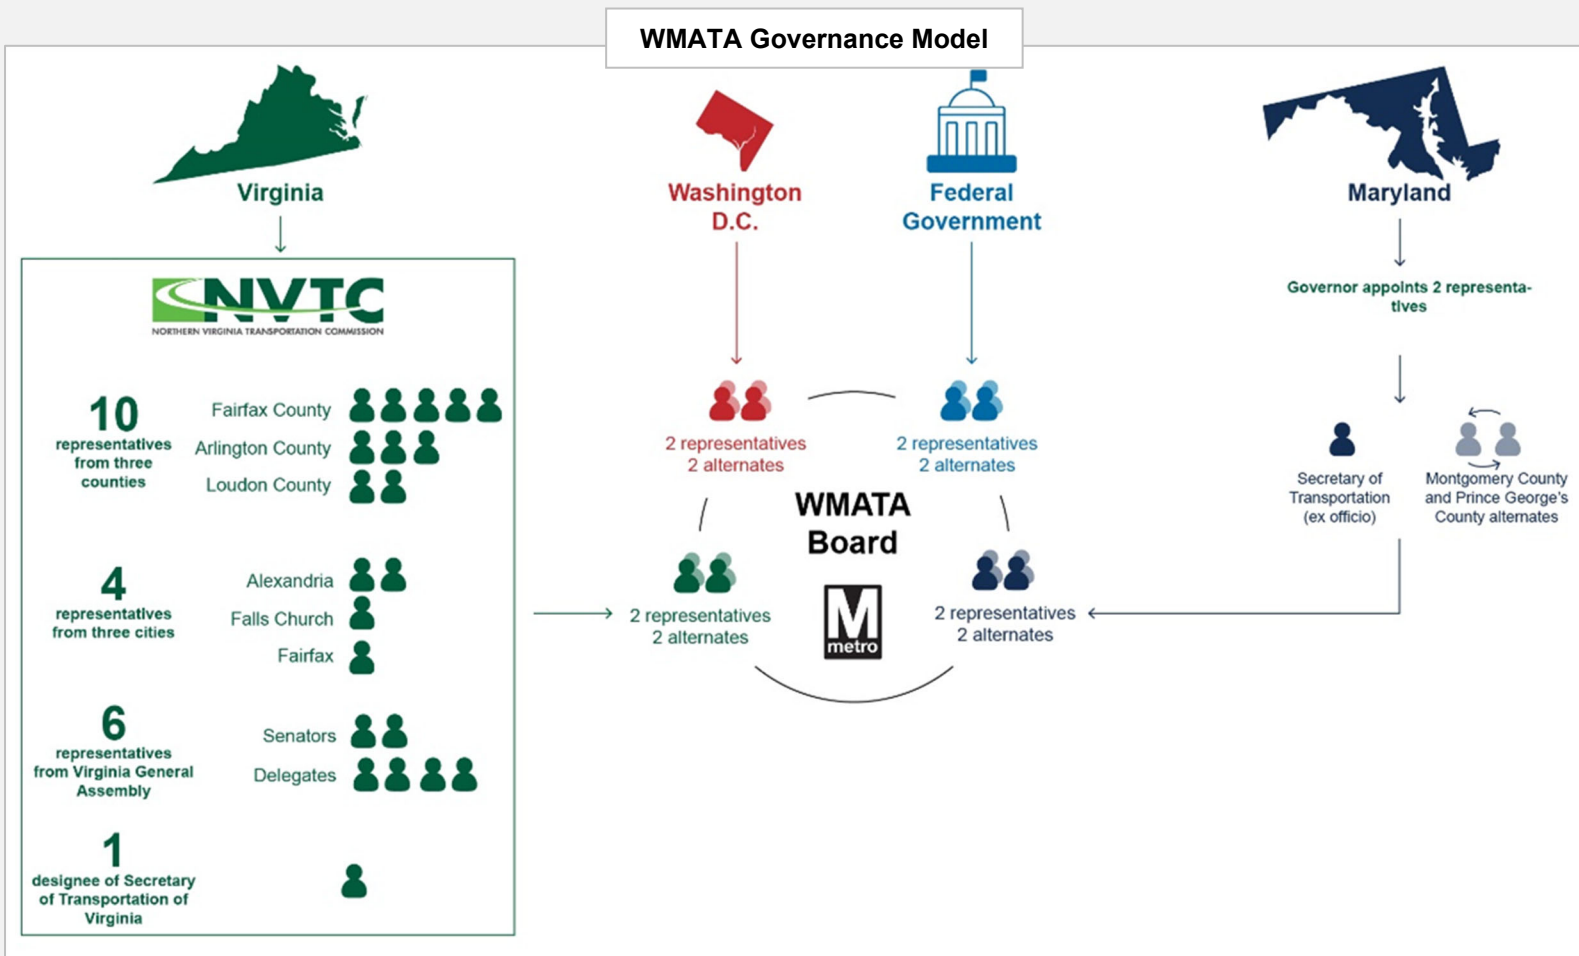 WMATA Governance Model
Virginia
NVTC
NORTHERN VIRGINIA TRANSPORTATION COMMISSION
10
representatives
from three
counties
Fairfax County
Arlington County
Loudon County
4
representatives
from three cities
Alexandria
Falls Church
Fairfax
6
representatives
from Virginia General
Assembly
Senators
Delegates
1
designee of Secretary
of Transportation of
Virginia
Washington
D.C.
2 representatives
2 alternates
Federal
Government
2 representatives
2 alternates
WMATA
Board
M
metro
2 representatives
2 alternates
2 representatives
2 alternates
Maryland
Governor appoints 2 representa-
tives
Secretary of
Transportation
(ex officio)
Montgomery County
and Prince George's
County alternates